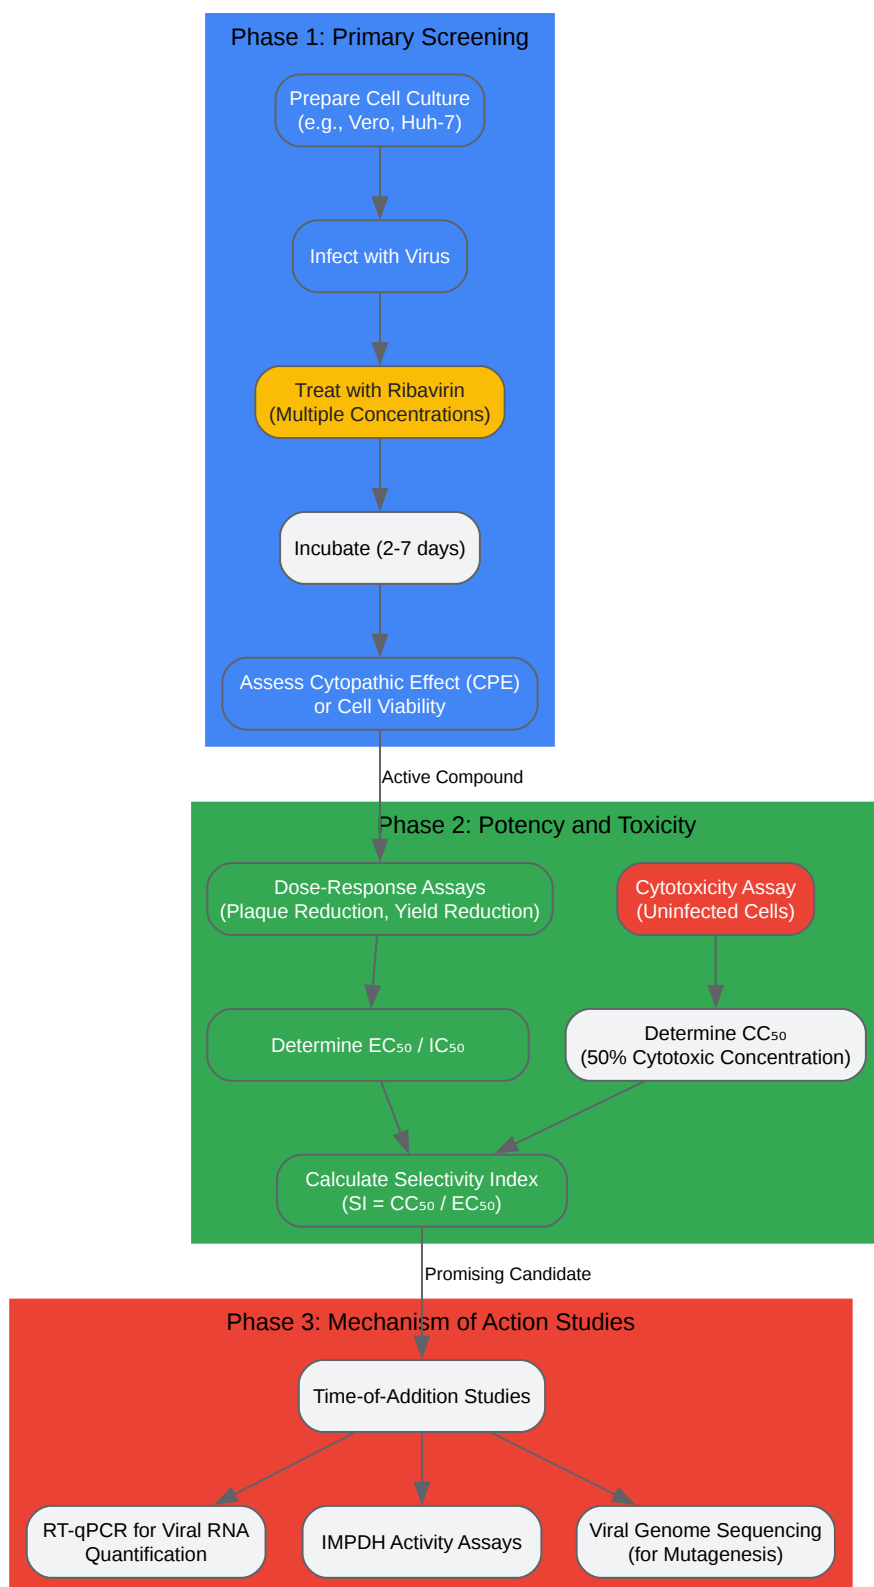 Phase 1: Primary Screening
Prepare Cell Culture
(e.g., Vero, Huh-7)
Infect with Virus
Treat with Ribavirin
(Multiple Concentrations)
Incubate (2-7 days)
Assess Cytopathic Effect (CPE)
or Cell Viability
Active Compound
Phase 2: Potency and Toxicity
Dose-Response Assays
(Plaque Reduction, Yield Reduction)
Cytotoxicity Assay
(Uninfected Cells)
Determine EC₅₀ / IC₅₀
Determine CC₅₀
(50% Cytotoxic Concentration)
Calculate Selectivity Index
(SI = CC₅₀ / EC₅₀)
Promising Candidate
Phase 3: Mechanism of Action Studies
Time-of-Addition Studies
RT-qPCR for Viral RNA
Quantification
IMPDH Activity Assays
Viral Genome Sequencing
(for Mutagenesis)